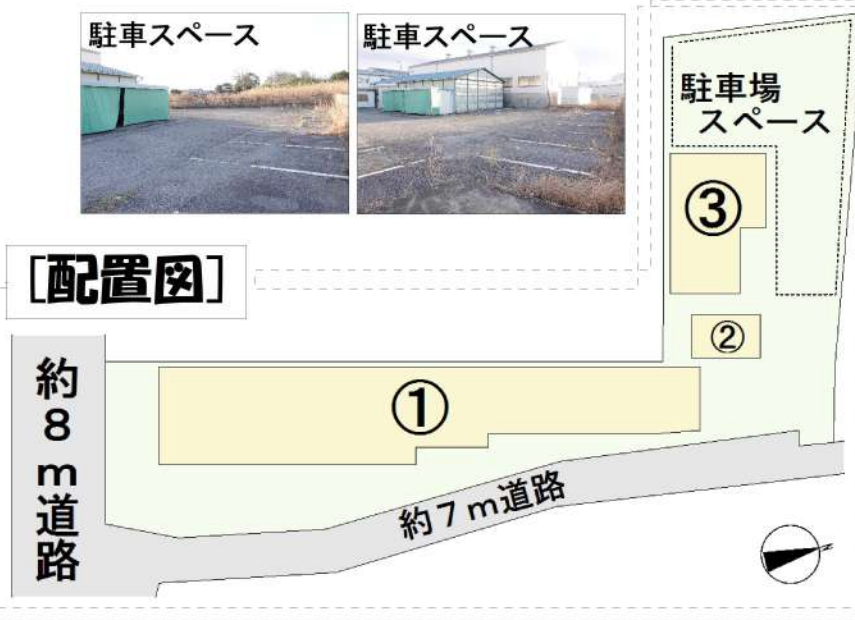 駐車スペース
駐車スペース
駐車場
スペース
③
[配置図]
②
約8m道路
①
約7m道路